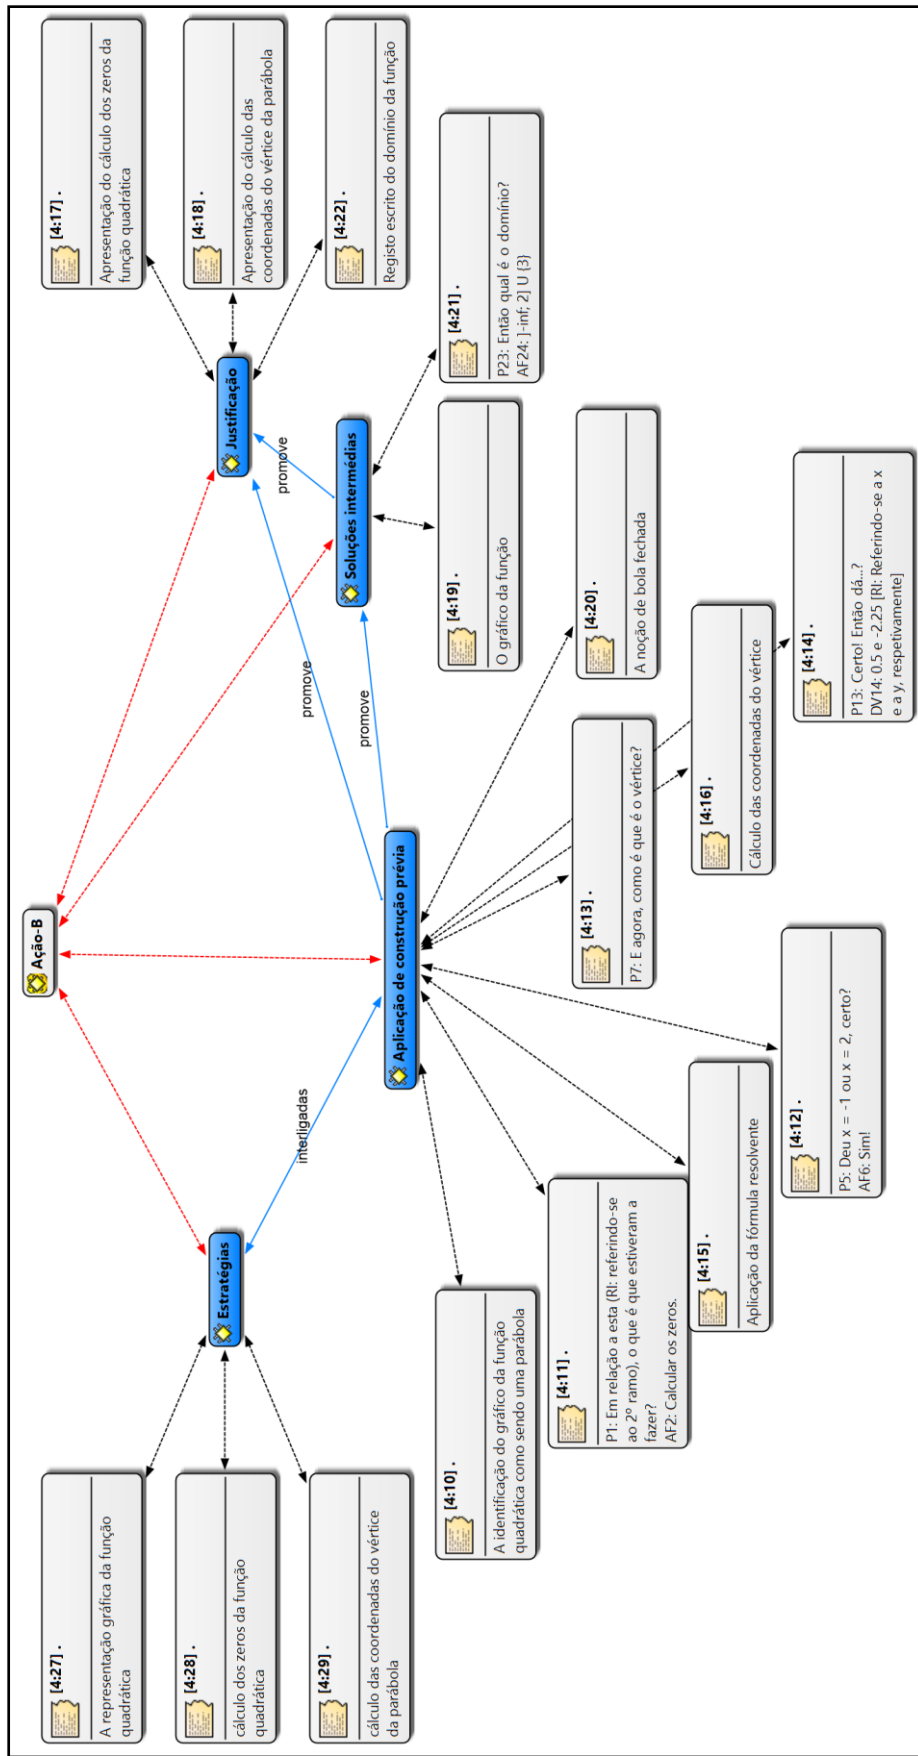 Ação-B
Estratégias
interligadas
Aplicação de construção prévia
promove
promove
Soluções intermédias
promove
Justificação
[4:27] .
A representação gráfica da função
quadrática
[4:28] .
cálculo dos zeros da função
quadrática
[4:29] .
cálculo das coordenadas do vértice
da parábola
[4:10] .
A identificação do gráfico da função
quadrática como sendo uma parábola
[4:11] .
P1: Em relação a esta (RI: referindo-se
ao 2º ramo), o que é que estiveram a
fazer?
AF2: Calcular os zeros.
[4:15] .
Aplicação da fórmula resolvente
[4:12] .
P5: Deu x = -1 ou x = 2, certo?
AF6: Sim!
[4:13] .
P7: E agora, como é que é o vértice?
[4:16] .
Cálculo das coordenadas do vértice
[4:14] .
P13: Certo! Então dá...?
DV14: 0.5 e -2.25 [RI: Referindo-se a x
e a y, respetivamente]
[4:20] .
A noção de bola fechada
[4:19] .
O gráfico da função
[4:21] .
P23: Então qual é o domínio?
AF24: ]-inf; 2] U {3}
[4:17] .
Apresentação do cálculo dos zeros da
função quadrática
[4:18] .
Apresentação do cálculo das
coordenadas do vértice da parábola
[4:22] .
Registo escrito do domínio da função